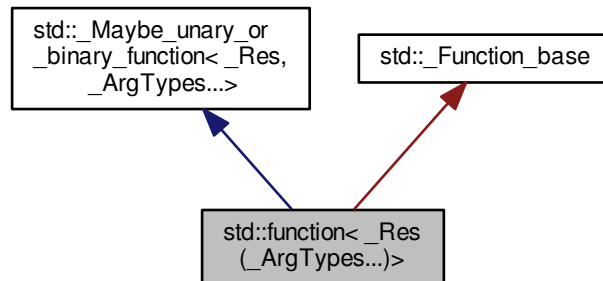 std::_Maybe_unary_or
_binary_function< _Res,
_ArgTypes...>
std::_Function_base
std::function< _Res
(_ArgTypes...)>